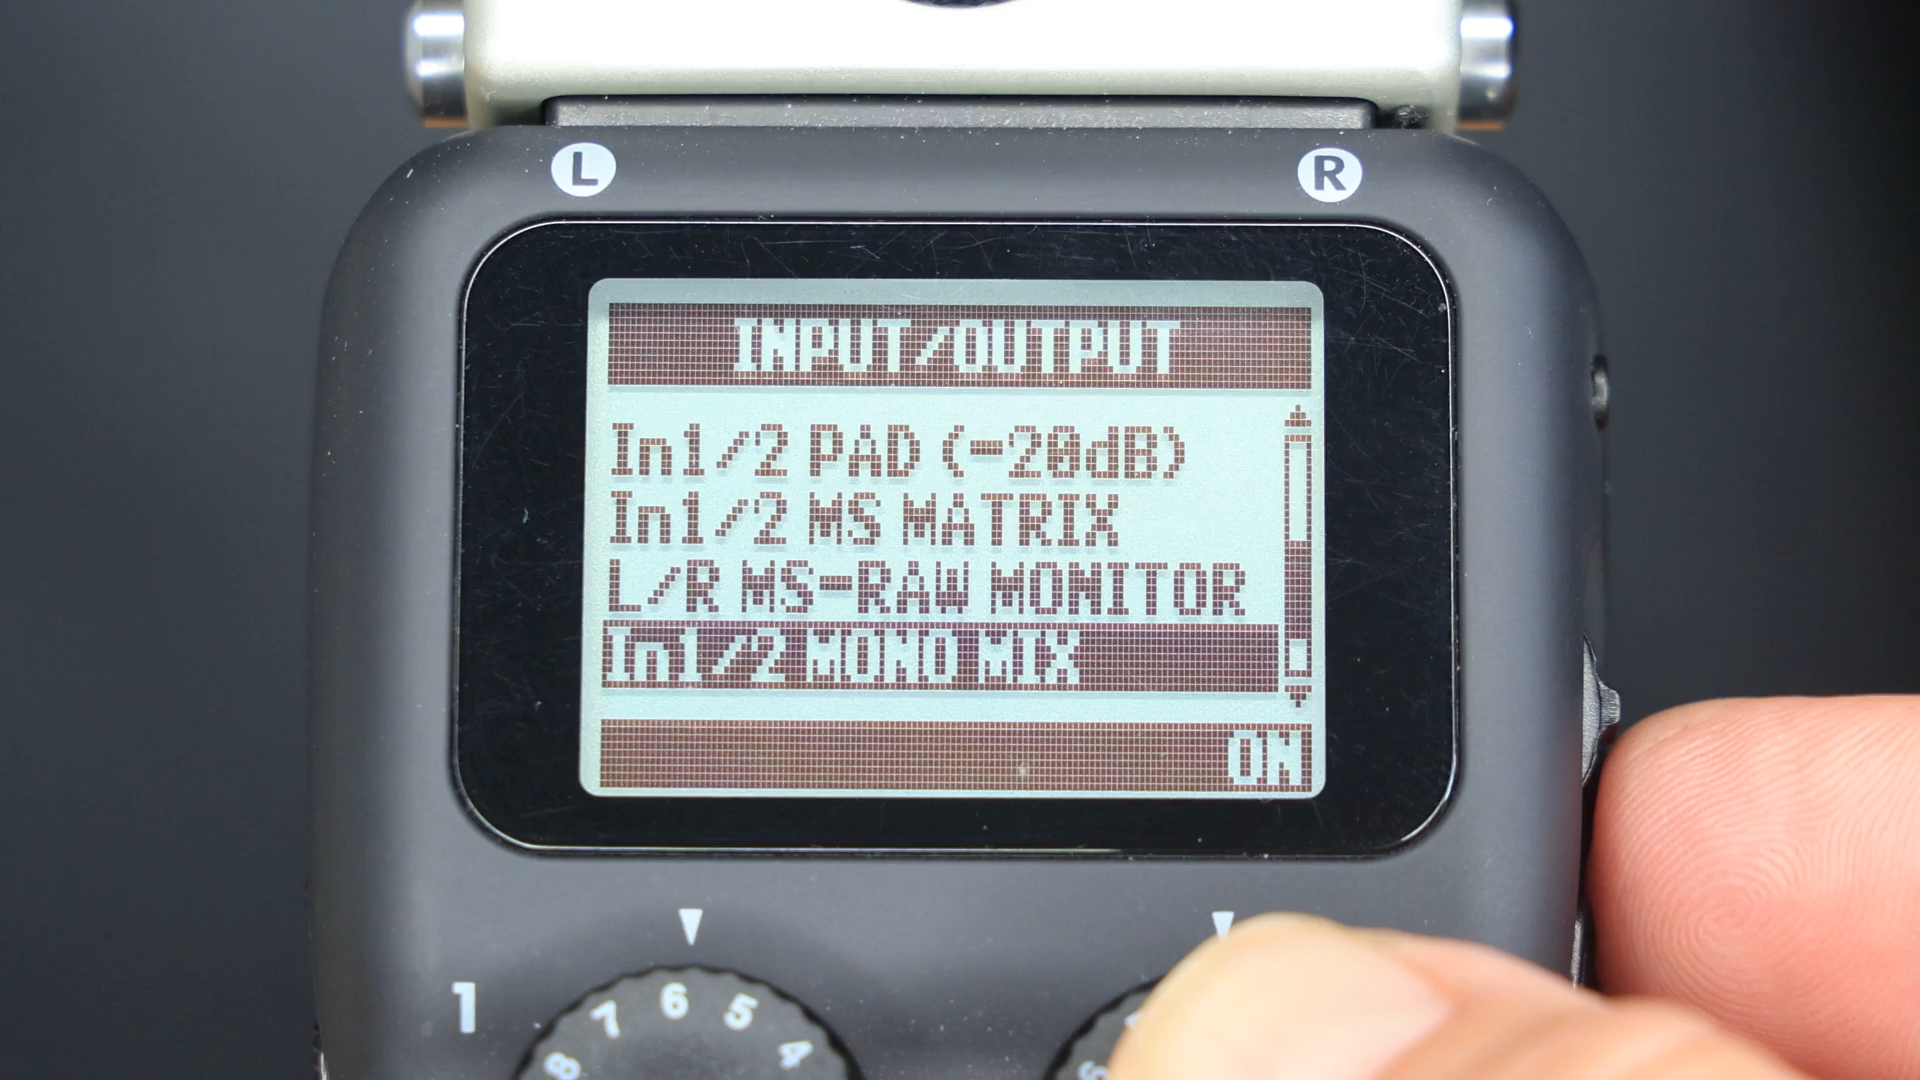 L R
INPUT/OUTPUT
In1/2 PAD (-20dB)
In1/2 MS MATRIX
L/R MS-RAW MONITOR
In1/2 MONO MIX
ON
1
8 7 6 5 4